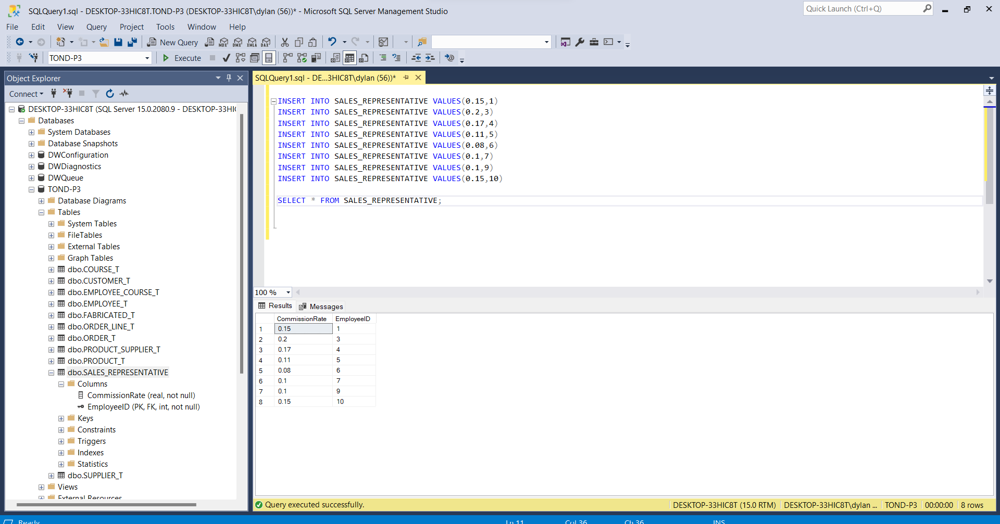 SQLQuery1.sql - DESKTOP-33HIC8T.TOND-P3 (DESKTOP-33HIC8T\dylan (56))* - Microsoft SQL Server Management Studio
Quick Launch (Ctrl+Q)
File Edit View Query Project Tools Window Help
New Query MDX DMX XMLA DAX
TOND-P3 Execute
Object Explorer
Connect
DESKTOP-33HIC8T (SQL Server 15.0.2080.9 - DESKTOP-33HI
Databases
System Databases
Database Snapshots
DWConfiguration
DWDiagnostics
DWQueue
TOND-P3
Database Diagrams
Tables
System Tables
FileTables
External Tables
Graph Tables
dbo.COURSE_T
dbo.CUSTOMER_T
dbo.EMPLOYEE_COURSE_T
dbo.EMPLOYEE_T
dbo.FABRICATED_T
dbo.ORDER_LINE_T
dbo.ORDER_T
dbo.PRODUCT_SUPPLIER_T
dbo.PRODUCT_T
dbo.SALES_REPRESENTATIVE
Columns
CommissionRate (real, not null)
EmployeeID (PK, FK, int, not null)
Keys
Constraints
Triggers
Indexes
Statistics
dbo.SUPPLIER_T
Views
External Resources
SQLQuery1.sql - DE...3HIC8T\dylan (56))*
INSERT INTO SALES_REPRESENTATIVE VALUES(0.15,1)
INSERT INTO SALES_REPRESENTATIVE VALUES(0.2,3)
INSERT INTO SALES_REPRESENTATIVE VALUES(0.17,4)
INSERT INTO SALES_REPRESENTATIVE VALUES(0.11,5)
INSERT INTO SALES_REPRESENTATIVE VALUES(0.08,6)
INSERT INTO SALES_REPRESENTATIVE VALUES(0.1,7)
INSERT INTO SALES_REPRESENTATIVE VALUES(0.1,9)
INSERT INTO SALES_REPRESENTATIVE VALUES(0.15,10)
SELECT * FROM SALES_REPRESENTATIVE;
100 %
Results Messages
CommissionRate EmployeeID
1 0.15 1
2 0.2 3
3 0.17 4
4 0.11 5
5 0.08 6
6 0.1 7
7 0.1 9
8 0.15 10
Query executed successfully. DESKTOP-33HIC8T (15.0 RTM) DESKTOP-33HIC8T\dylan ... TOND-P3 00:00:00 8 rows
Ready Ln 11 Col 36 Ch 36 INS